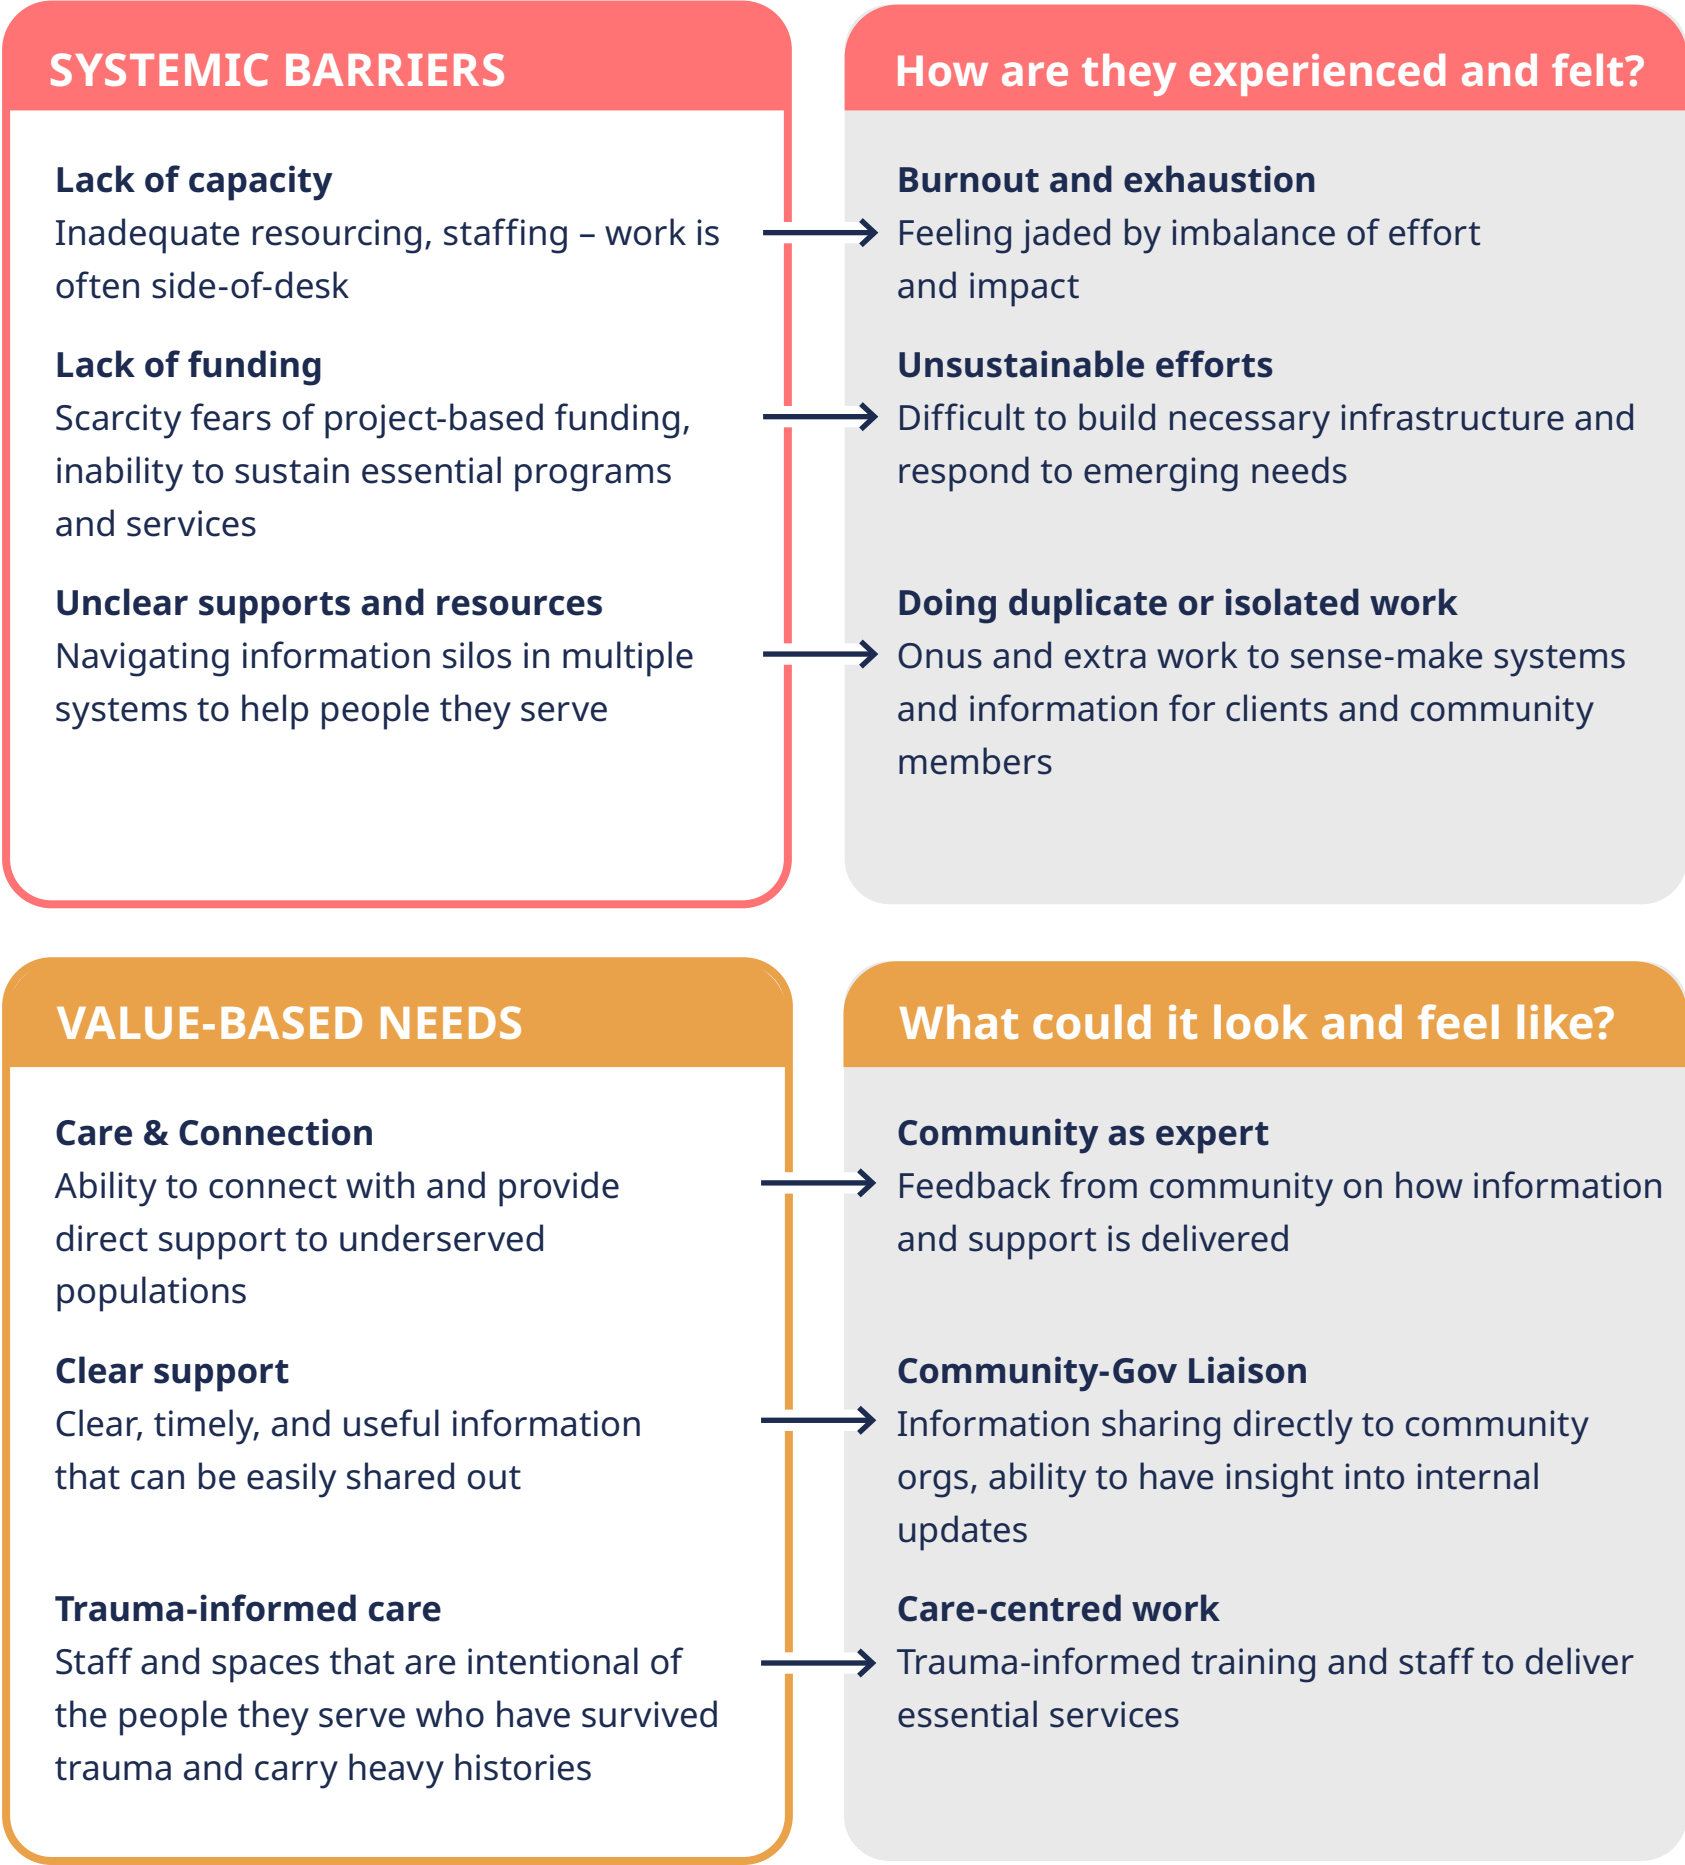 SYSTEMIC BARRIERS
Lack of capacity
Inadequate resourcing, staffing – work is
often side-of-desk
Lack of funding
Scarcity fears of project-based funding,
inability to sustain essential programs
and services
Unclear supports and resources
Navigating information silos in multiple
systems to help people they serve
How are they experienced and felt?
Burnout and exhaustion
Feeling jaded by imbalance of effort
and impact
Unsustainable efforts
Difficult to build necessary infrastructure and
respond to emerging needs
Doing duplicate or isolated work
Onus and extra work to sense-make systems
and information for clients and community
members
VALUE-BASED NEEDS
Care & Connection
Ability to connect with and provide
direct support to underserved
populations
Clear support
Clear, timely, and useful information
that can be easily shared out
Trauma-informed care
Staff and spaces that are intentional of
the people they serve who have survived
trauma and carry heavy histories
What could it look and feel like?
Community as expert
Feedback from community on how information
and support is delivered
Community-Gov Liaison
Information sharing directly to community
orgs, ability to have insight into internal
updates
Care-centred work
Trauma-informed training and staff to deliver
essential services